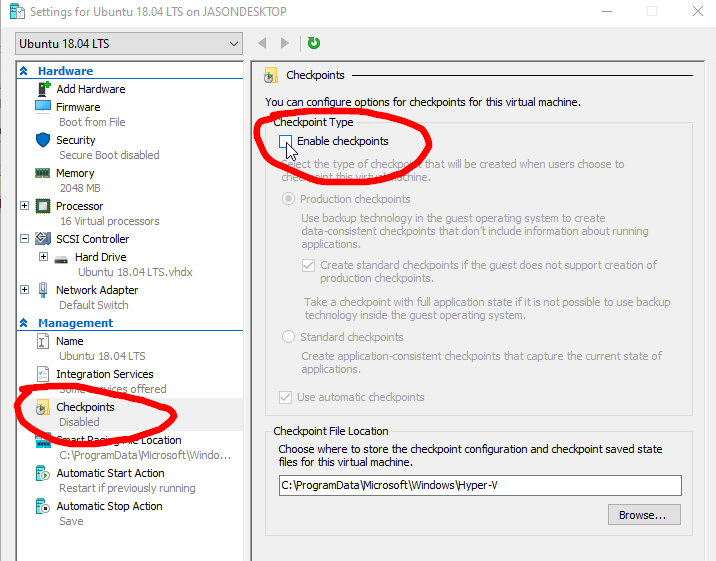 Settings for Ubuntu 18.04 LTS on JASONDESKTOP
Ubuntu 18.04 LTS
Hardware
Add Hardware
Firmware
Boot from File
Security
Secure Boot disabled
Memory
2048 MB
Processor
16 Virtual processors
SCSI Controller
Hard Drive
Ubuntu 18.04 LTS.vhdx
Network Adapter
Default Switch
Management
Name
Ubuntu 18.04 LTS
Integration Services
Some services offered
Checkpoints
Disabled
Smart Paging File Location
C:\ProgramData\Microsoft\Windo...
Automatic Start Action
Restart if previously running
Automatic Stop Action
Save
Checkpoints
You can configure options for checkpoints for this virtual machine.
Checkpoint Type
Enable checkpoints
Select the type of checkpoint that will be created when users choose to
checkpoint this virtual machine.
Production checkpoints
Use backup technology in the guest operating system to create
data-consistent checkpoints that don't include information about running
applications.
Create standard checkpoints if the guest does not support creation of
production checkpoints.
Take a checkpoint with full application state if it is not possible to use backup
technology inside the guest operating system.
Standard checkpoints
Create application-consistent checkpoints that capture the current state of
applications.
Use automatic checkpoints
Checkpoint File Location
Choose where to store the checkpoint configuration and checkpoint saved state
files for this virtual machine.
C:\ProgramData\Microsoft\Windows\Hyper-V
Browse...